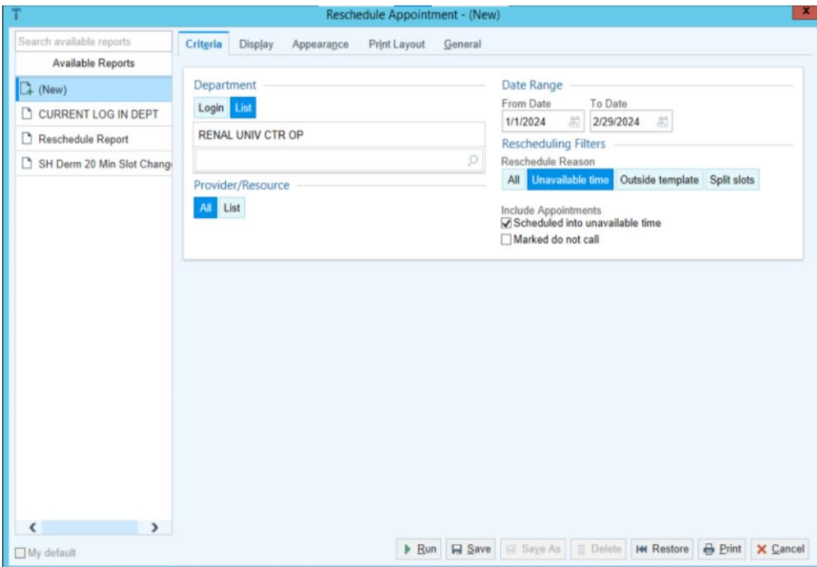 Reschedule Appointment - (New)
X
Search available reports
Available Reports
(New)
CURRENT LOG IN DEPT
Reschedule Report
SH Derm 20 Min Slot Chang
My default
Criteria Display Appearance Print Layout General
Department
Login List
RENAL UNIV CTR OP
Provider/Resource
All List
Date Range
From Date To Date
1/1/2024 2/29/2024
Rescheduling Filters
Reschedule Reason
All Unavailable time Outside template Split slots
Include Appointments
Scheduled into unavailable time
Marked do not call
Run Save Save As Delete Restore Print Cancel